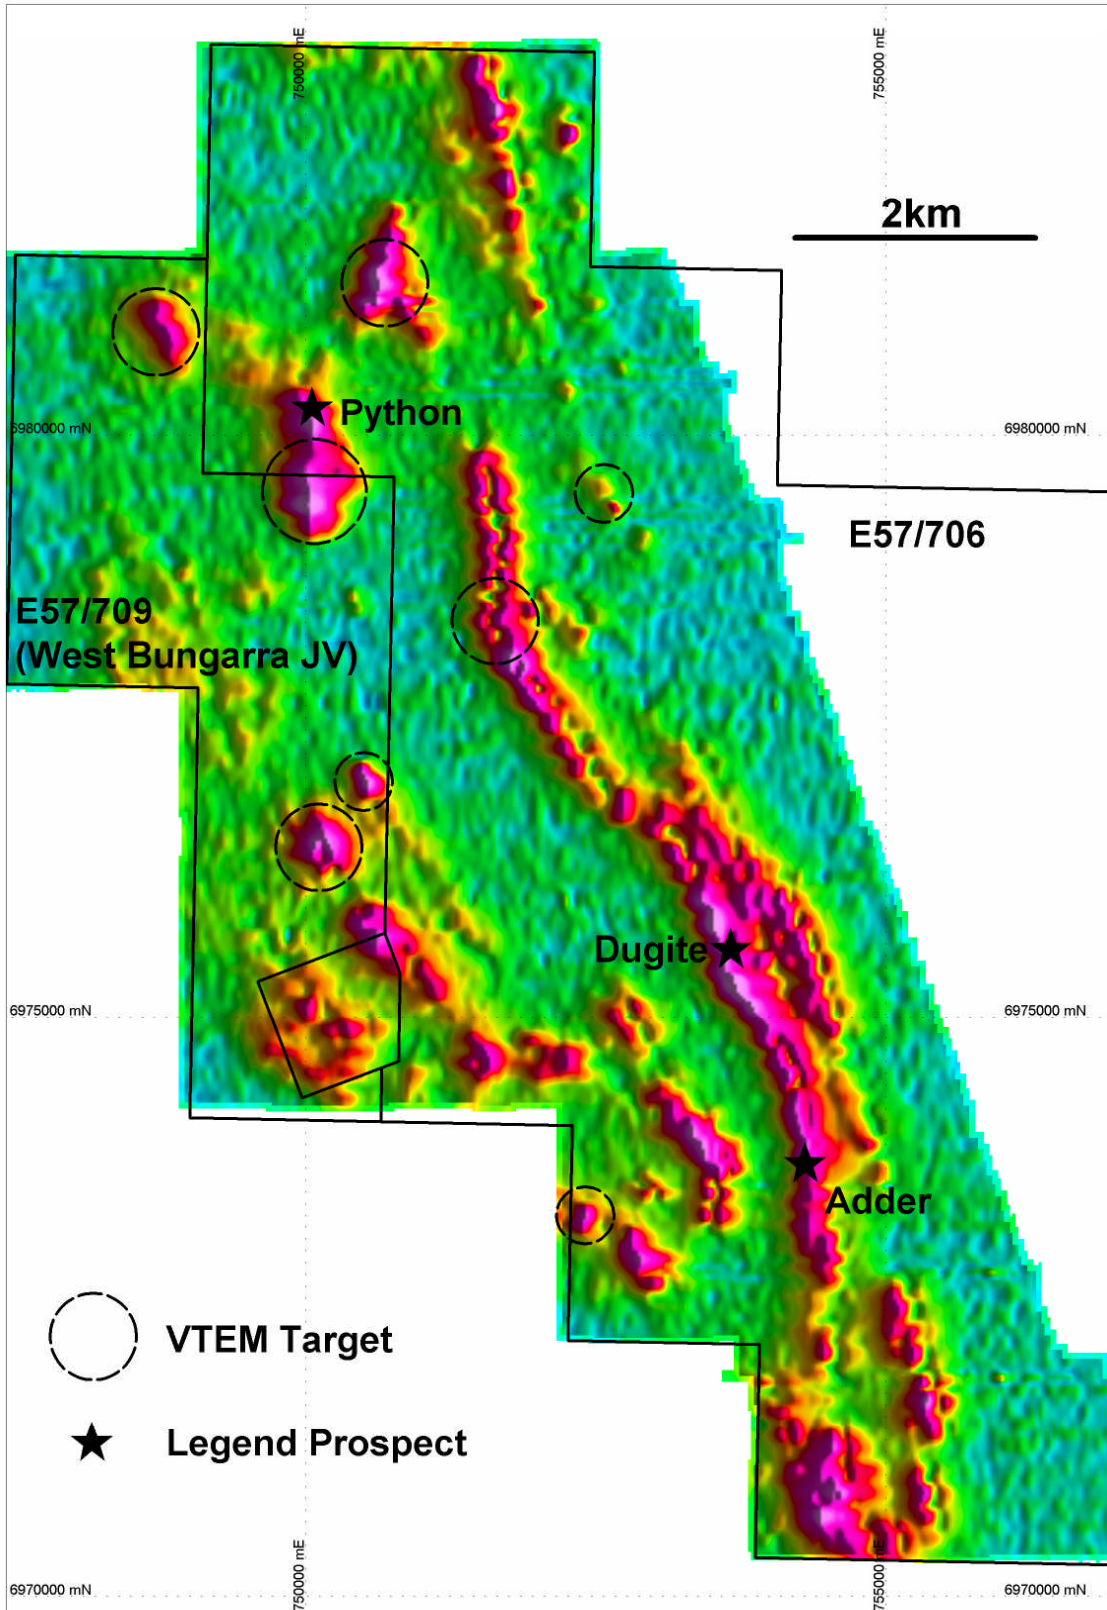 750000 mE
755000 mE
2km
Python
6980000 mN
6980000 mN
E57/706
E57/709
(West Bungarra JV)
Dugite
6975000 mN
6975000 mN
Adder
VTEM Target
Legend Prospect
750000 mE
755000 mE
6970000 mN
6970000 mN